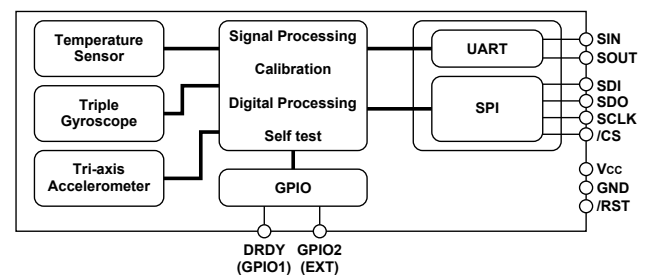 Temperature
Sensor
Triple
Gyroscope
Tri-axis
Accelerometer
Signal Processing
Calibration
Digital Processing
Self test
GPIO
UART
SPI
SIN
SOUT
SDI
SDO
SCLK
/CS
Vcc
GND
/RST
DRDY
(GPIO1)
GPIO2
(EXT)